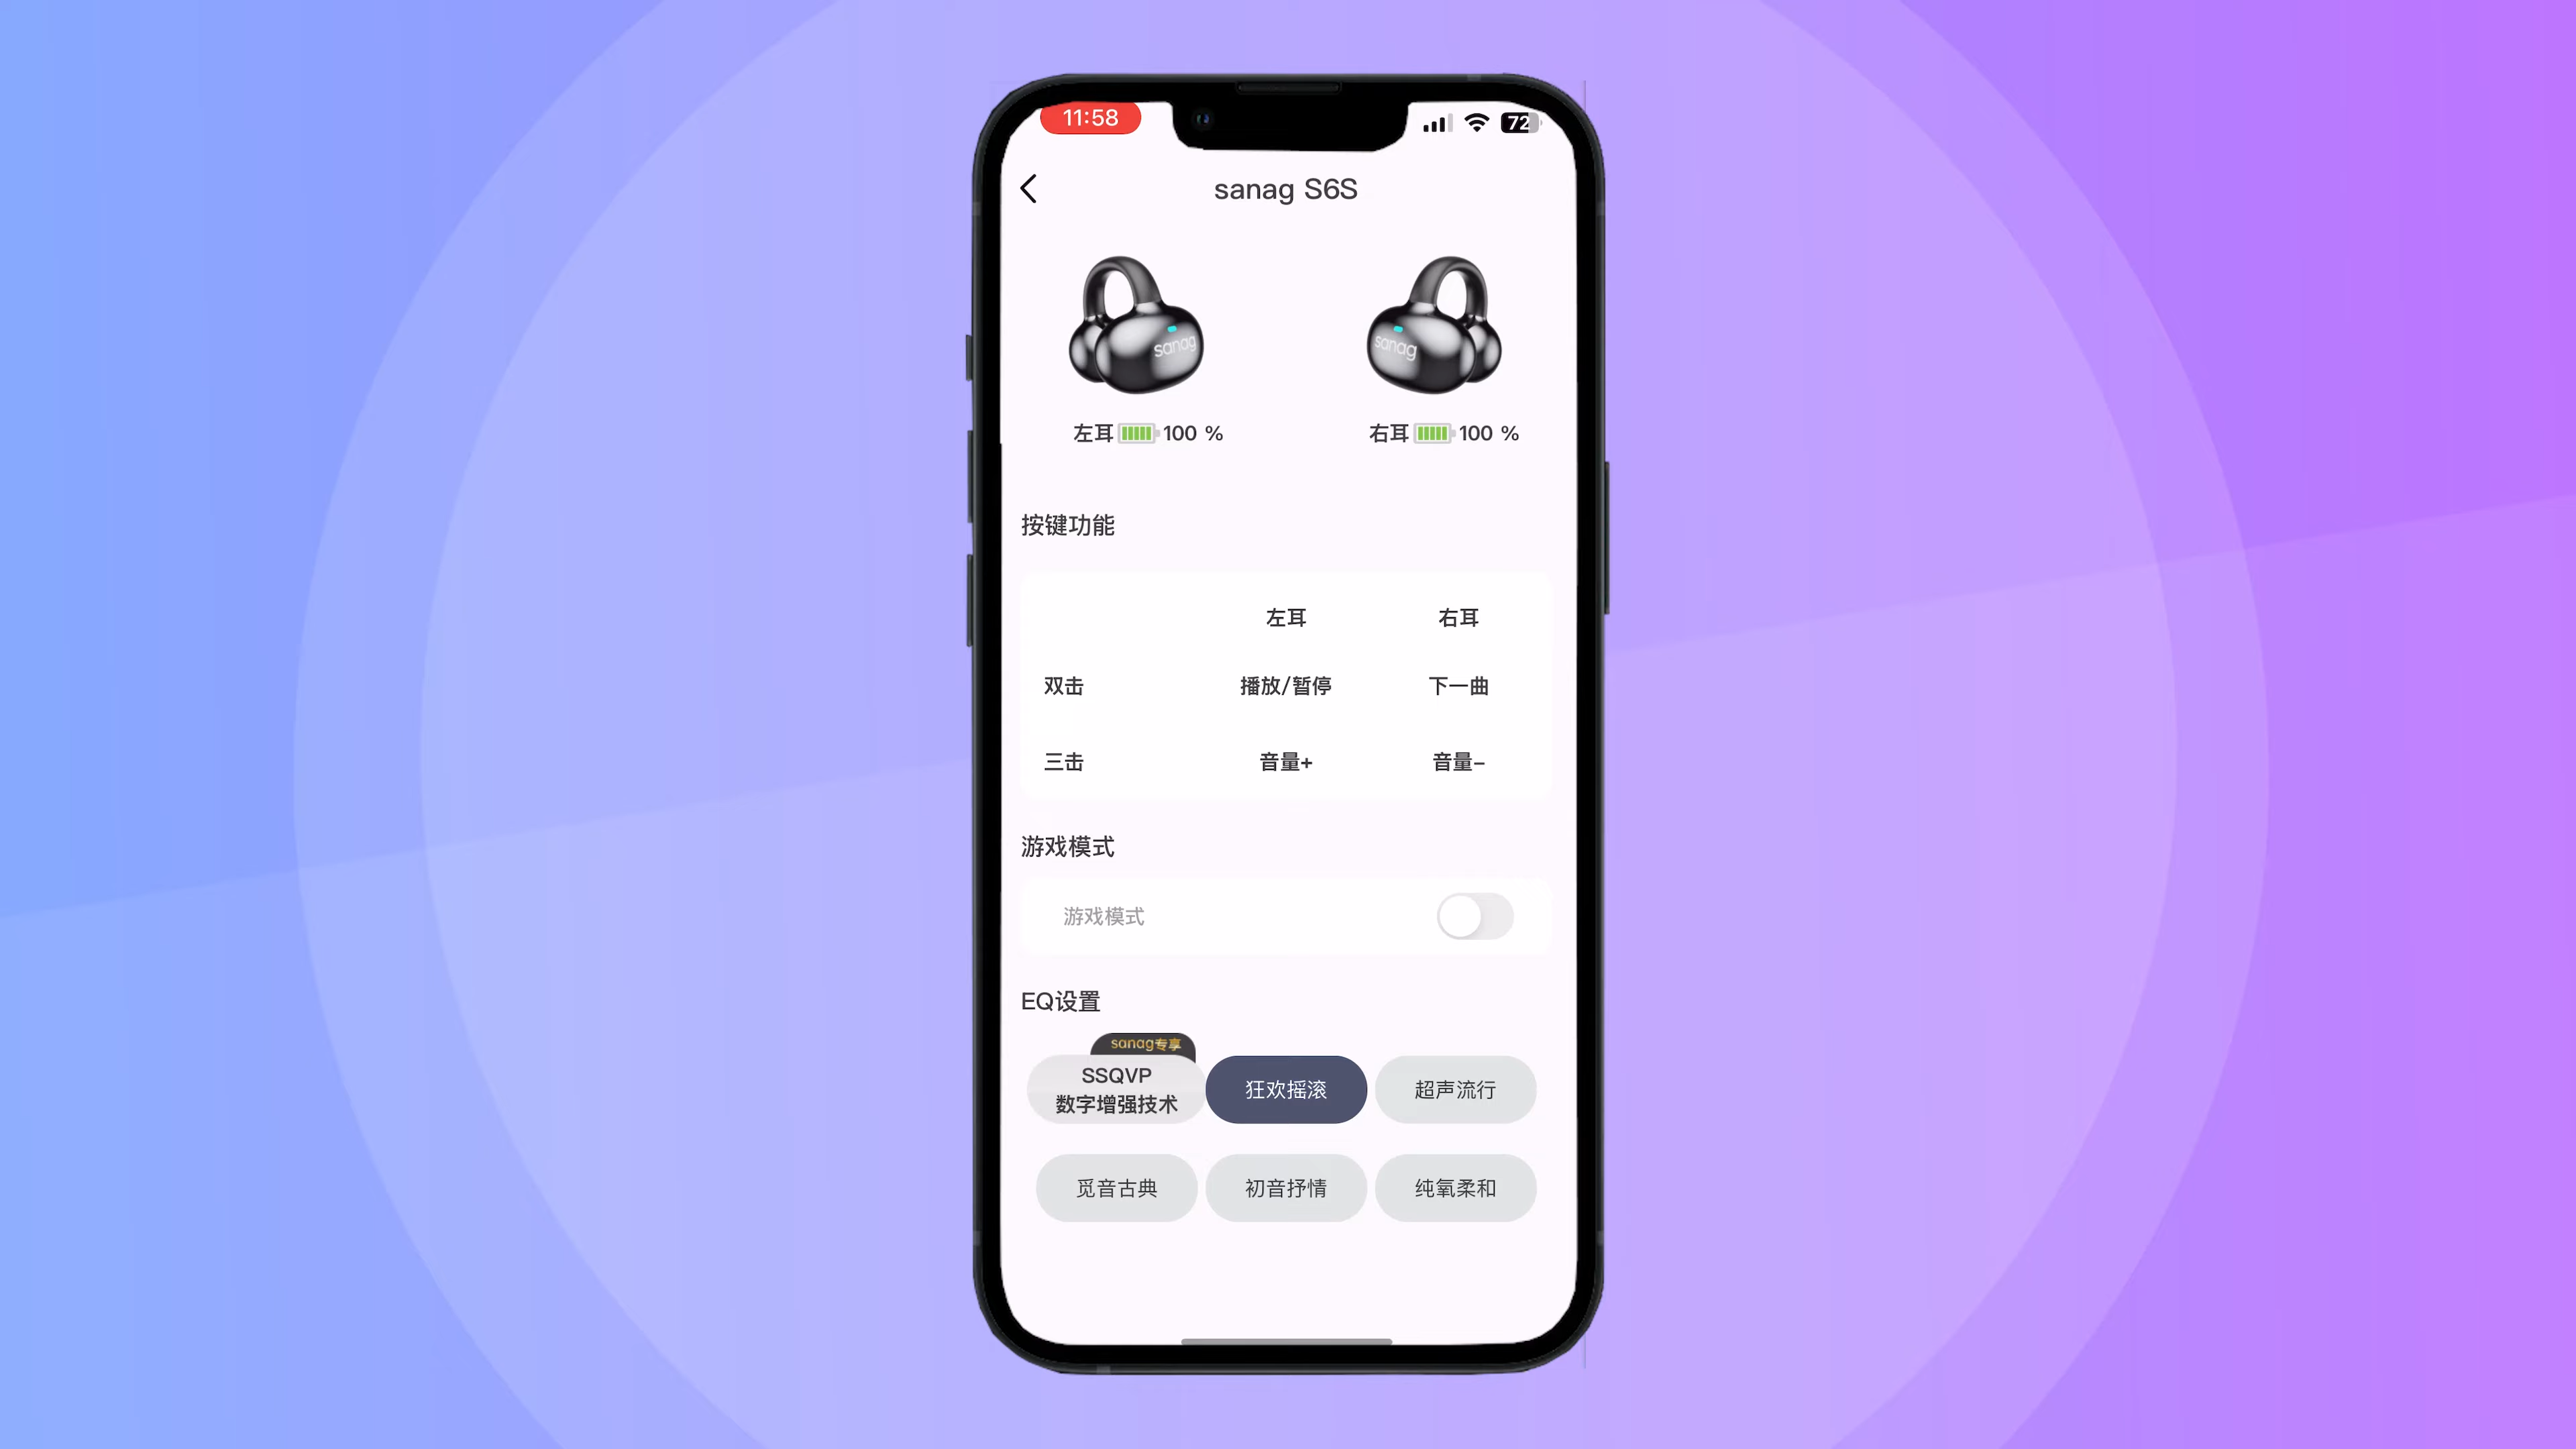 11:58
72
sanag S6S
sanag
sanag
左耳 100 %
右耳 100 %
按键功能
左耳 右耳
双击 播放/暂停 下一曲
三击 音量+ 音量-
游戏模式
游戏模式
EQ设置
sanag专享
SSQVP
数字增强技术
狂欢摇滚
超声流行
觅音古典
初音抒情
纯氧柔和